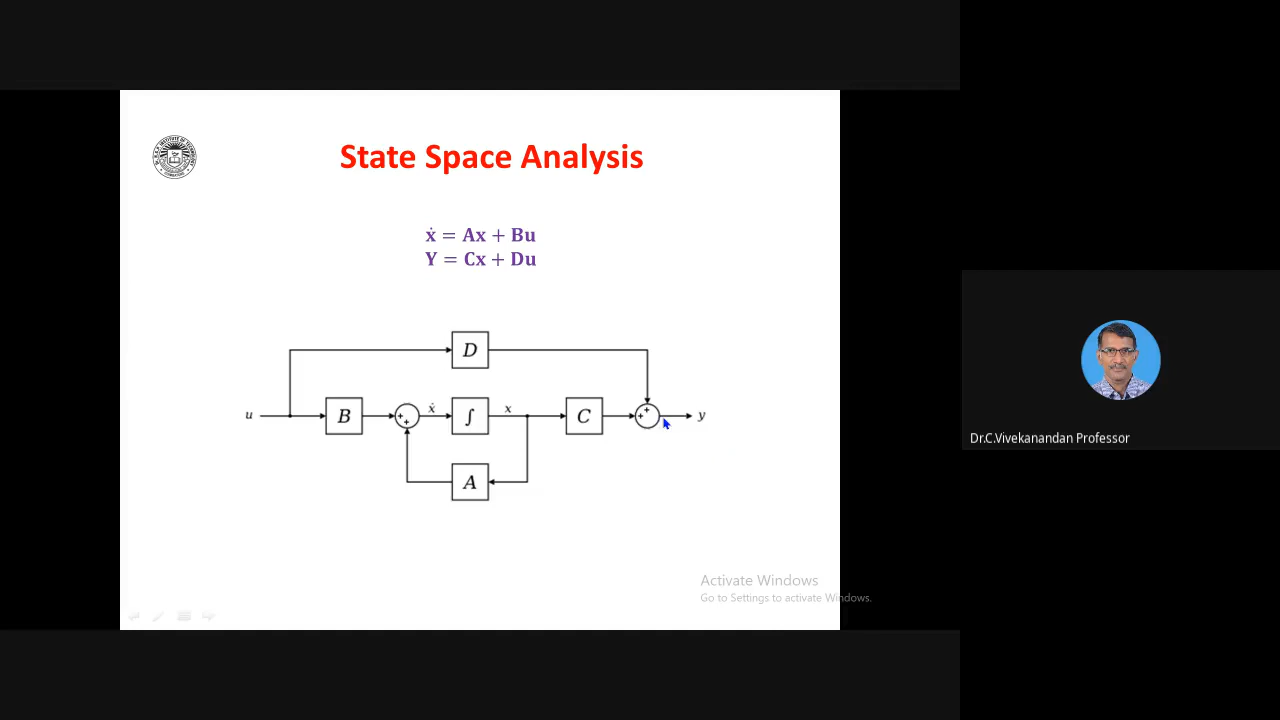 State Space Analysis
ẋ = Ax + Bu
Y = Cx + Du
D
u
B
+
+
ẋ
∫
x
C
+
+
y
A
Dr.C.Vivekanandan Professor
Activate Windows
Go to Settings to activate Windows.